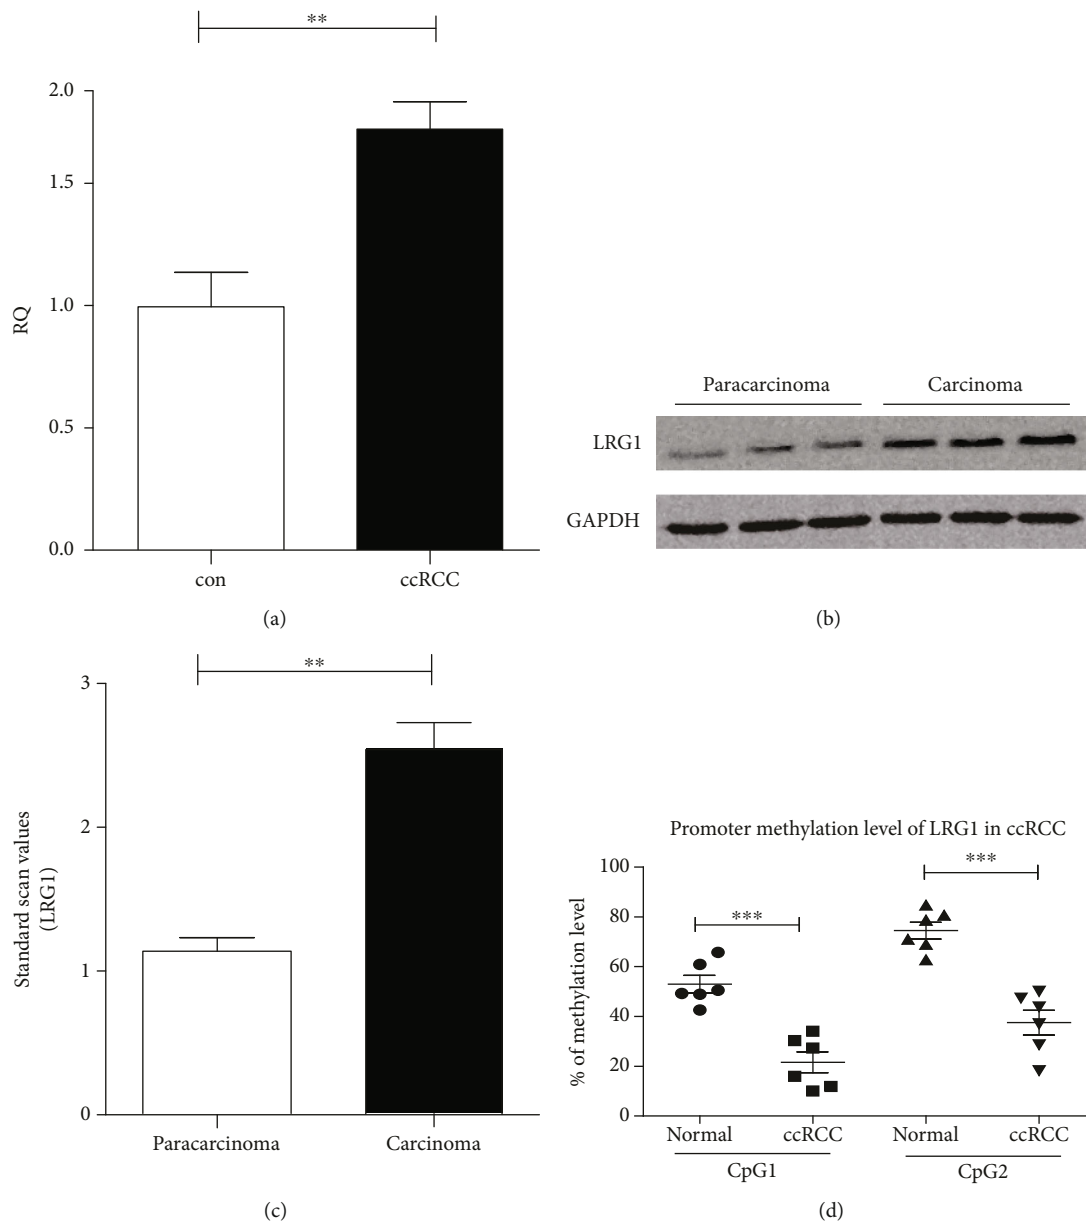 **
2.0
1.5
1.0
0.5
0.0
RQ
con ccRCC
(a)
Paracarcinoma Carcinoma
LRG1
GAPDH
(b)
**
3
2
1
0
Standard scan values
(LRG1)
Paracarcinoma Carcinoma
(c)
Promoter methylation level of LRG1 in ccRCC
100
80
60
40
20
0
% of methylation level
***
***
Normal ccRCC Normal ccRCC
CpG1 CpG2
(d)